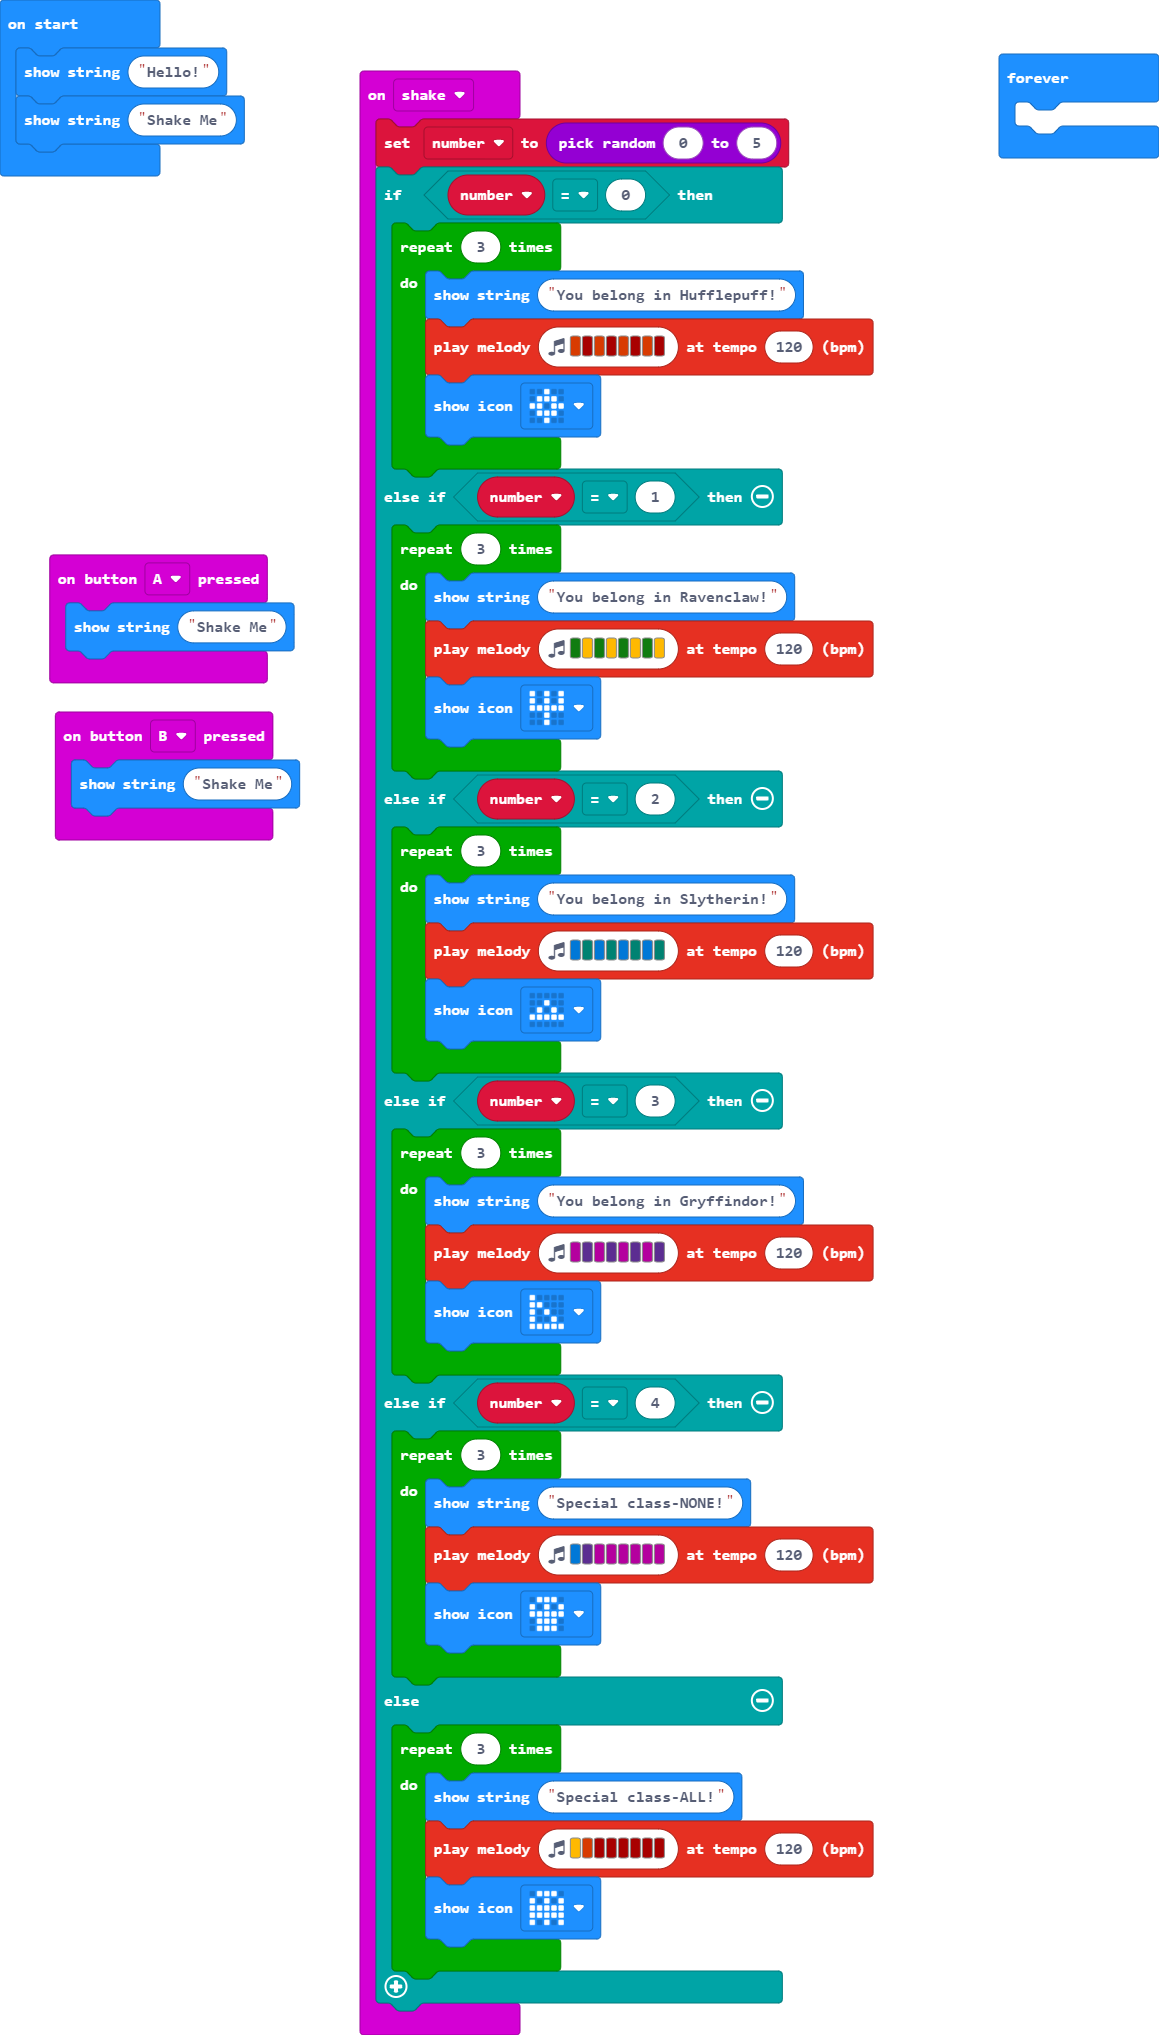 on start
show string "Hello!"
show string "Shake Me"
forever
on shake
set number to pick random 0 to 5
if number = 0 then
repeat 3 times
do show string "You belong in Hufflepuff!"
play melody at tempo 120 (bpm)
show icon
else if number = 1 then
repeat 3 times
do show string "You belong in Ravenclaw!"
play melody at tempo 120 (bpm)
show icon
else if number = 2 then
repeat 3 times
do show string "You belong in Slytherin!"
play melody at tempo 120 (bpm)
show icon
else if number = 3 then
repeat 3 times
do show string "You belong in Gryffindor!"
play melody at tempo 120 (bpm)
show icon
else if number = 4 then
repeat 3 times
do show string "Special class-NONE!"
play melody at tempo 120 (bpm)
show icon
else
repeat 3 times
do show string "Special class-ALL!"
play melody at tempo 120 (bpm)
show icon
on button A pressed
show string "Shake Me"
on button B pressed
show string "Shake Me"